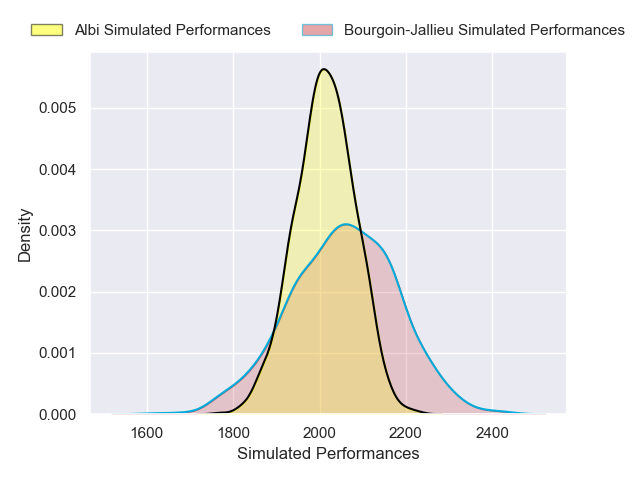 Albi Simulated Performances
Bourgoin-Jallieu Simulated Performances
Density
0.005
0.004
0.003
0.002
0.001
0.000
1600 1800 2000 2200 2400
Simulated Performances